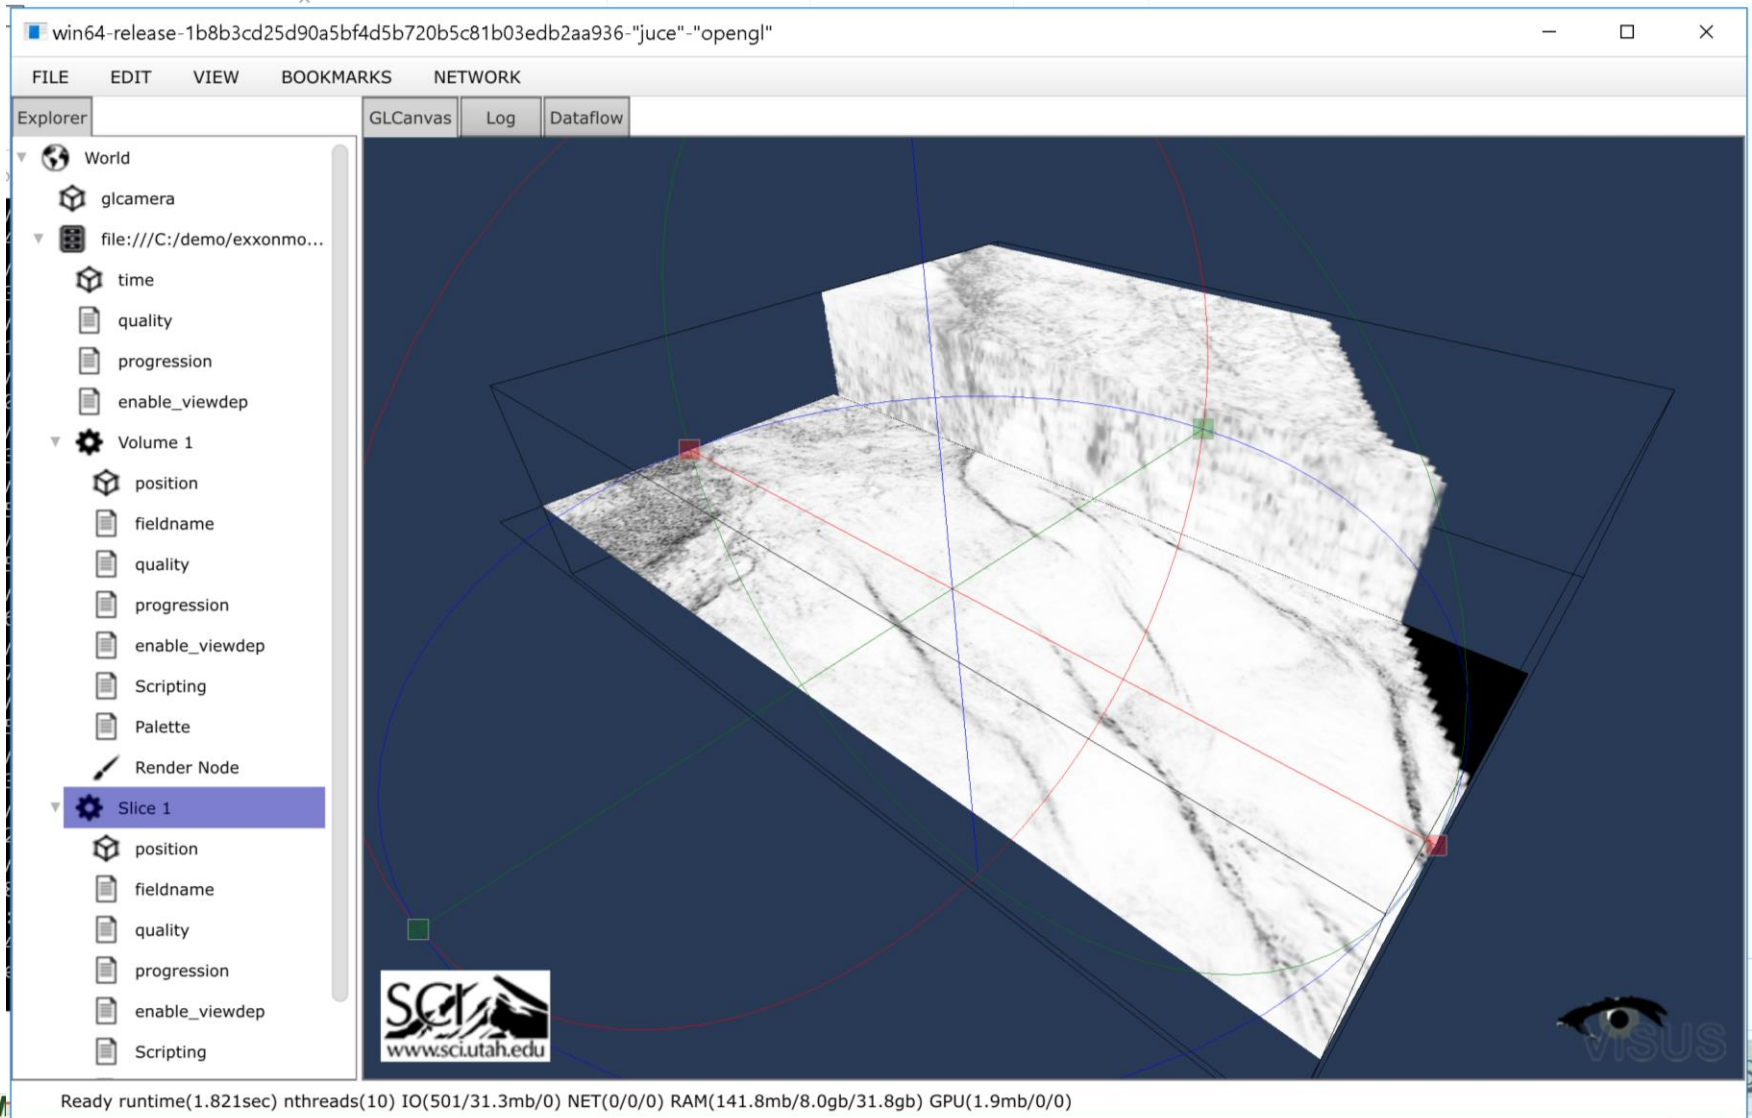 win64-release-1b8b3cd25d90a5bf4d5b720b5c81b03edb2aa936-"juce"-"opengl"
FILE EDIT VIEW BOOKMARKS NETWORK
Explorer
GLCanvas Log Dataflow
World
glcamera
file:///C:/demo/exxonmo...
time
quality
progression
enable_viewdep
Volume 1
position
fieldname
quality
progression
enable_viewdep
Scripting
Palette
Render Node
Slice 1
position
fieldname
quality
progression
enable_viewdep
Scripting
SCI
www.sci.utah.edu
VISUS
Ready runtime(1.821sec) nthreads(10) IO(501/31.3mb/0) NET(0/0/0) RAM(141.8mb/8.0gb/31.8gb) GPU(1.9mb/0/0)